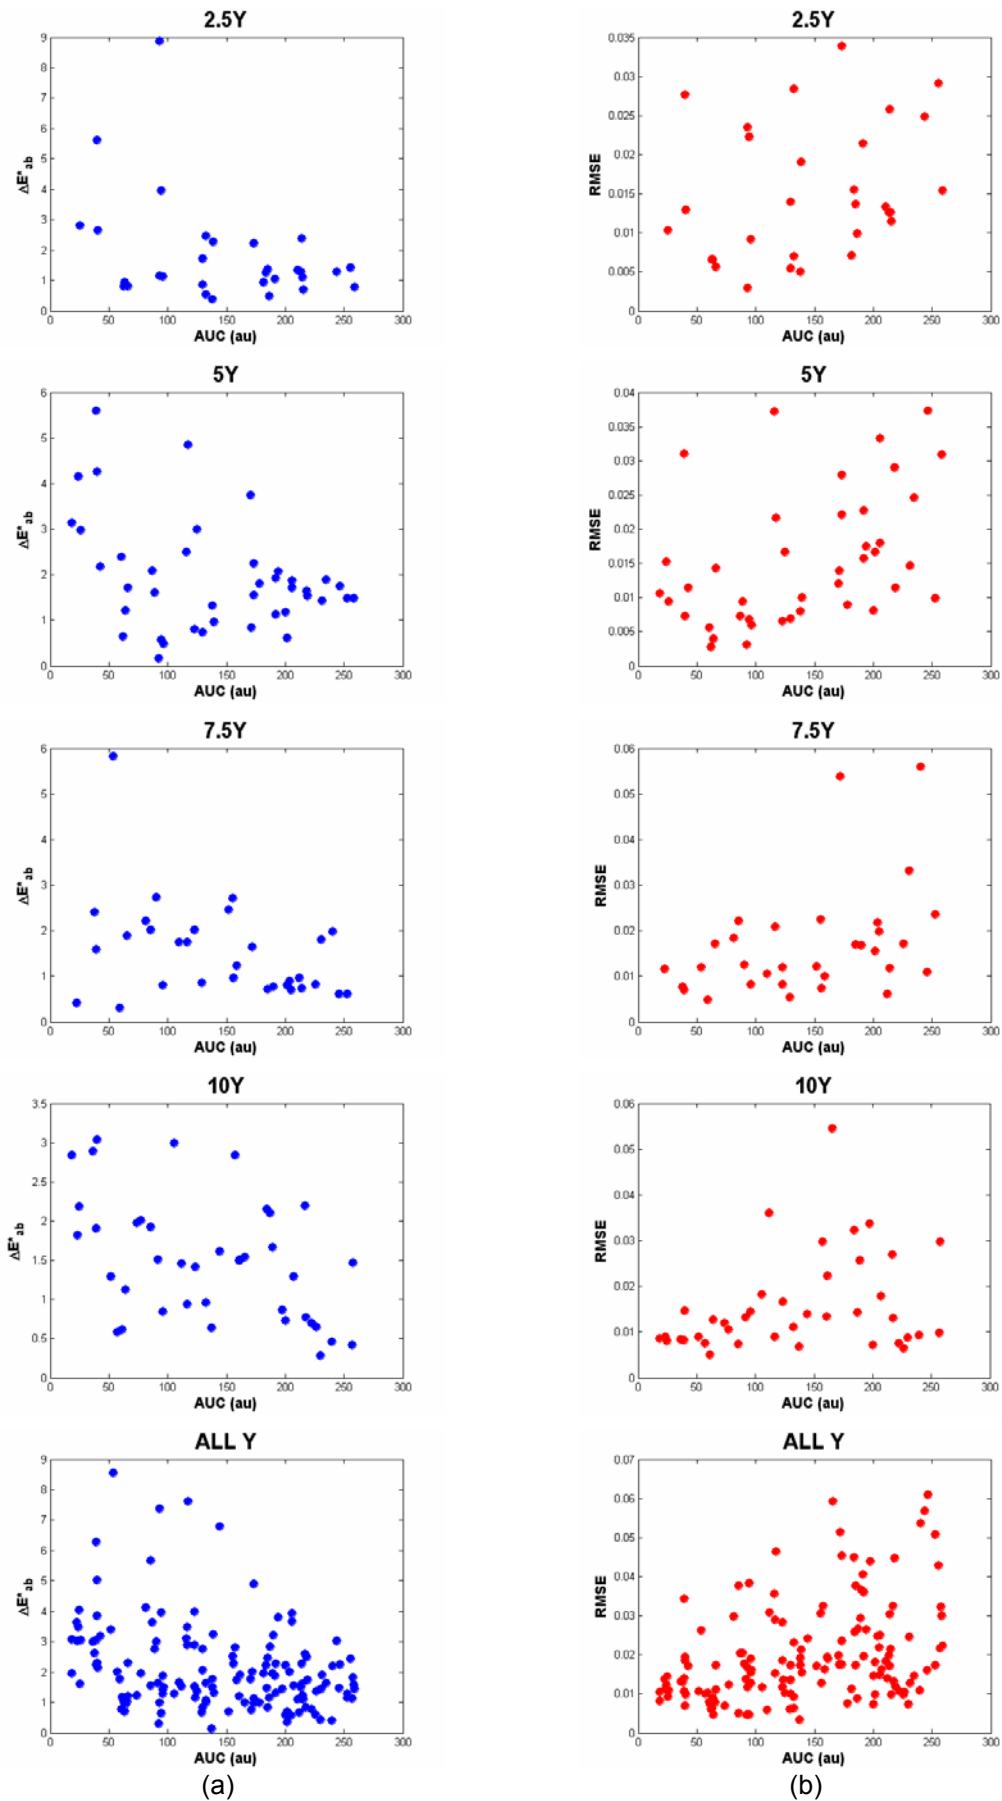 2.5Y 2.5Y
9 0.035
8 0.03
7 0.025
6
5 0.02
4 0.015
3 0.01
2
1 0.005
0 0
ΔE*ab RMSE
0 50 100 150 200 250 300 0 50 100 150 200 250 300
AUC (au) AUC (au)
5Y 5Y
6 0.04
5 0.035
4 0.03
0.025
3 0.02
2 0.015
0.01
1 0.005
0 0
ΔE*ab RMSE
0 50 100 150 200 250 300 0 50 100 150 200 250 300
AUC (au) AUC (au)
7.5Y 7.5Y
6 0.06
5 0.05
4 0.04
3 0.03
2 0.02
1 0.01
0 0
ΔE*ab RMSE
0 50 100 150 200 250 300 0 50 100 150 200 250 300
AUC (au) AUC (au)
10Y 10Y
3.5 0.06
3 0.05
2.5 0.04
2
1.5 0.03
1 0.02
0.5 0.01
0 0
ΔE*ab RMSE
0 50 100 150 200 250 300 0 50 100 150 200 250 300
AUC (au) AUC (au)
ALL Y ALL Y
9 0.07
8 0.06
7 0.05
6
5 0.04
4 0.03
3 0.02
2
1 0.01
0 0
ΔE*ab RMSE
0 50 100 150 200 250 300 0 50 100 150 200 250 300
AUC (au) AUC (au)
(a) (b)